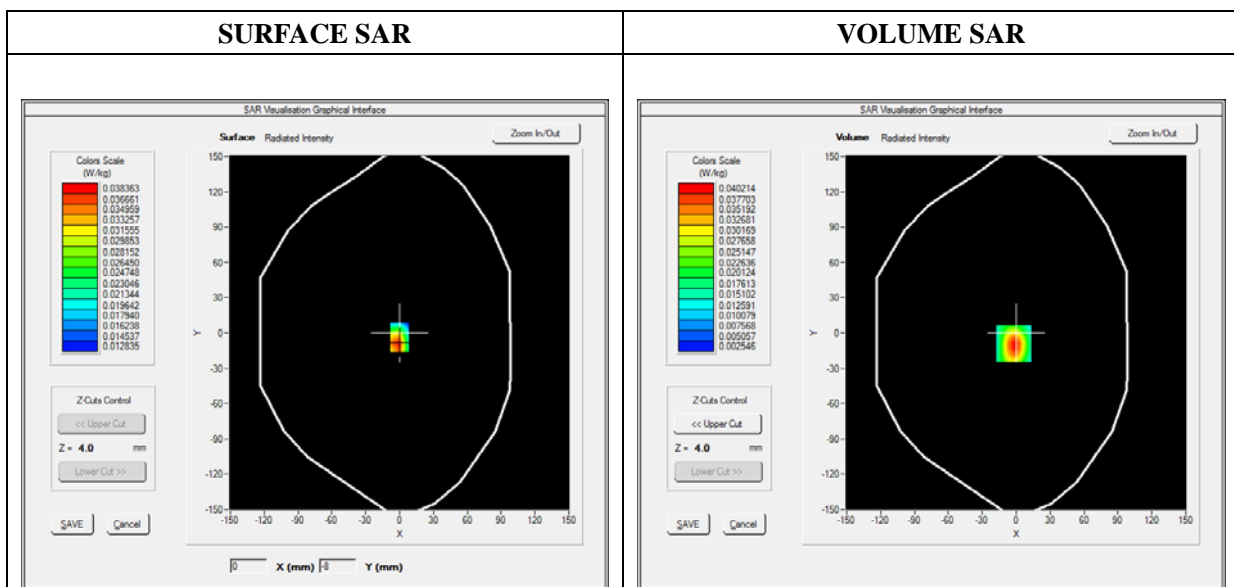 SURFACE SAR
VOLUME SAR
SAR Visualisation Graphical Interface
Surface Radiated Intensity
Zoom In/Out
Colors Scale
(W/kg)
0.038363
0.036661
0.034959
0.033257
0.031555
0.029853
0.028152
0.026450
0.024748
0.023046
0.021344
0.019642
0.017940
0.016238
0.014537
0.012835
150
120
90
60
30
0
-30
-60
-90
-120
-150
Y
-150 -120 -90 -60 -30 0 30 60 90 120 150
X
Z-Cuts Control
<< Upper Cut
Z = 4.0 mm
Lower Cut >>
SAVE Cancel
0 X (mm) -8 Y (mm)
SAR Visualisation Graphical Interface
Volume Radiated Intensity
Zoom In/Out
Colors Scale
(W/kg)
0.040214
0.037703
0.035192
0.032681
0.030169
0.027658
0.025147
0.022636
0.020124
0.017613
0.015102
0.012591
0.010079
0.007568
0.005057
0.002546
150
120
90
60
30
0
-30
-60
-90
-120
-150
Y
-150 -120 -90 -60 -30 0 30 60 90 120 150
X
Z-Cuts Control
<< Upper Cut
Z = 4.0 mm
Lower Cut >>
SAVE Cancel